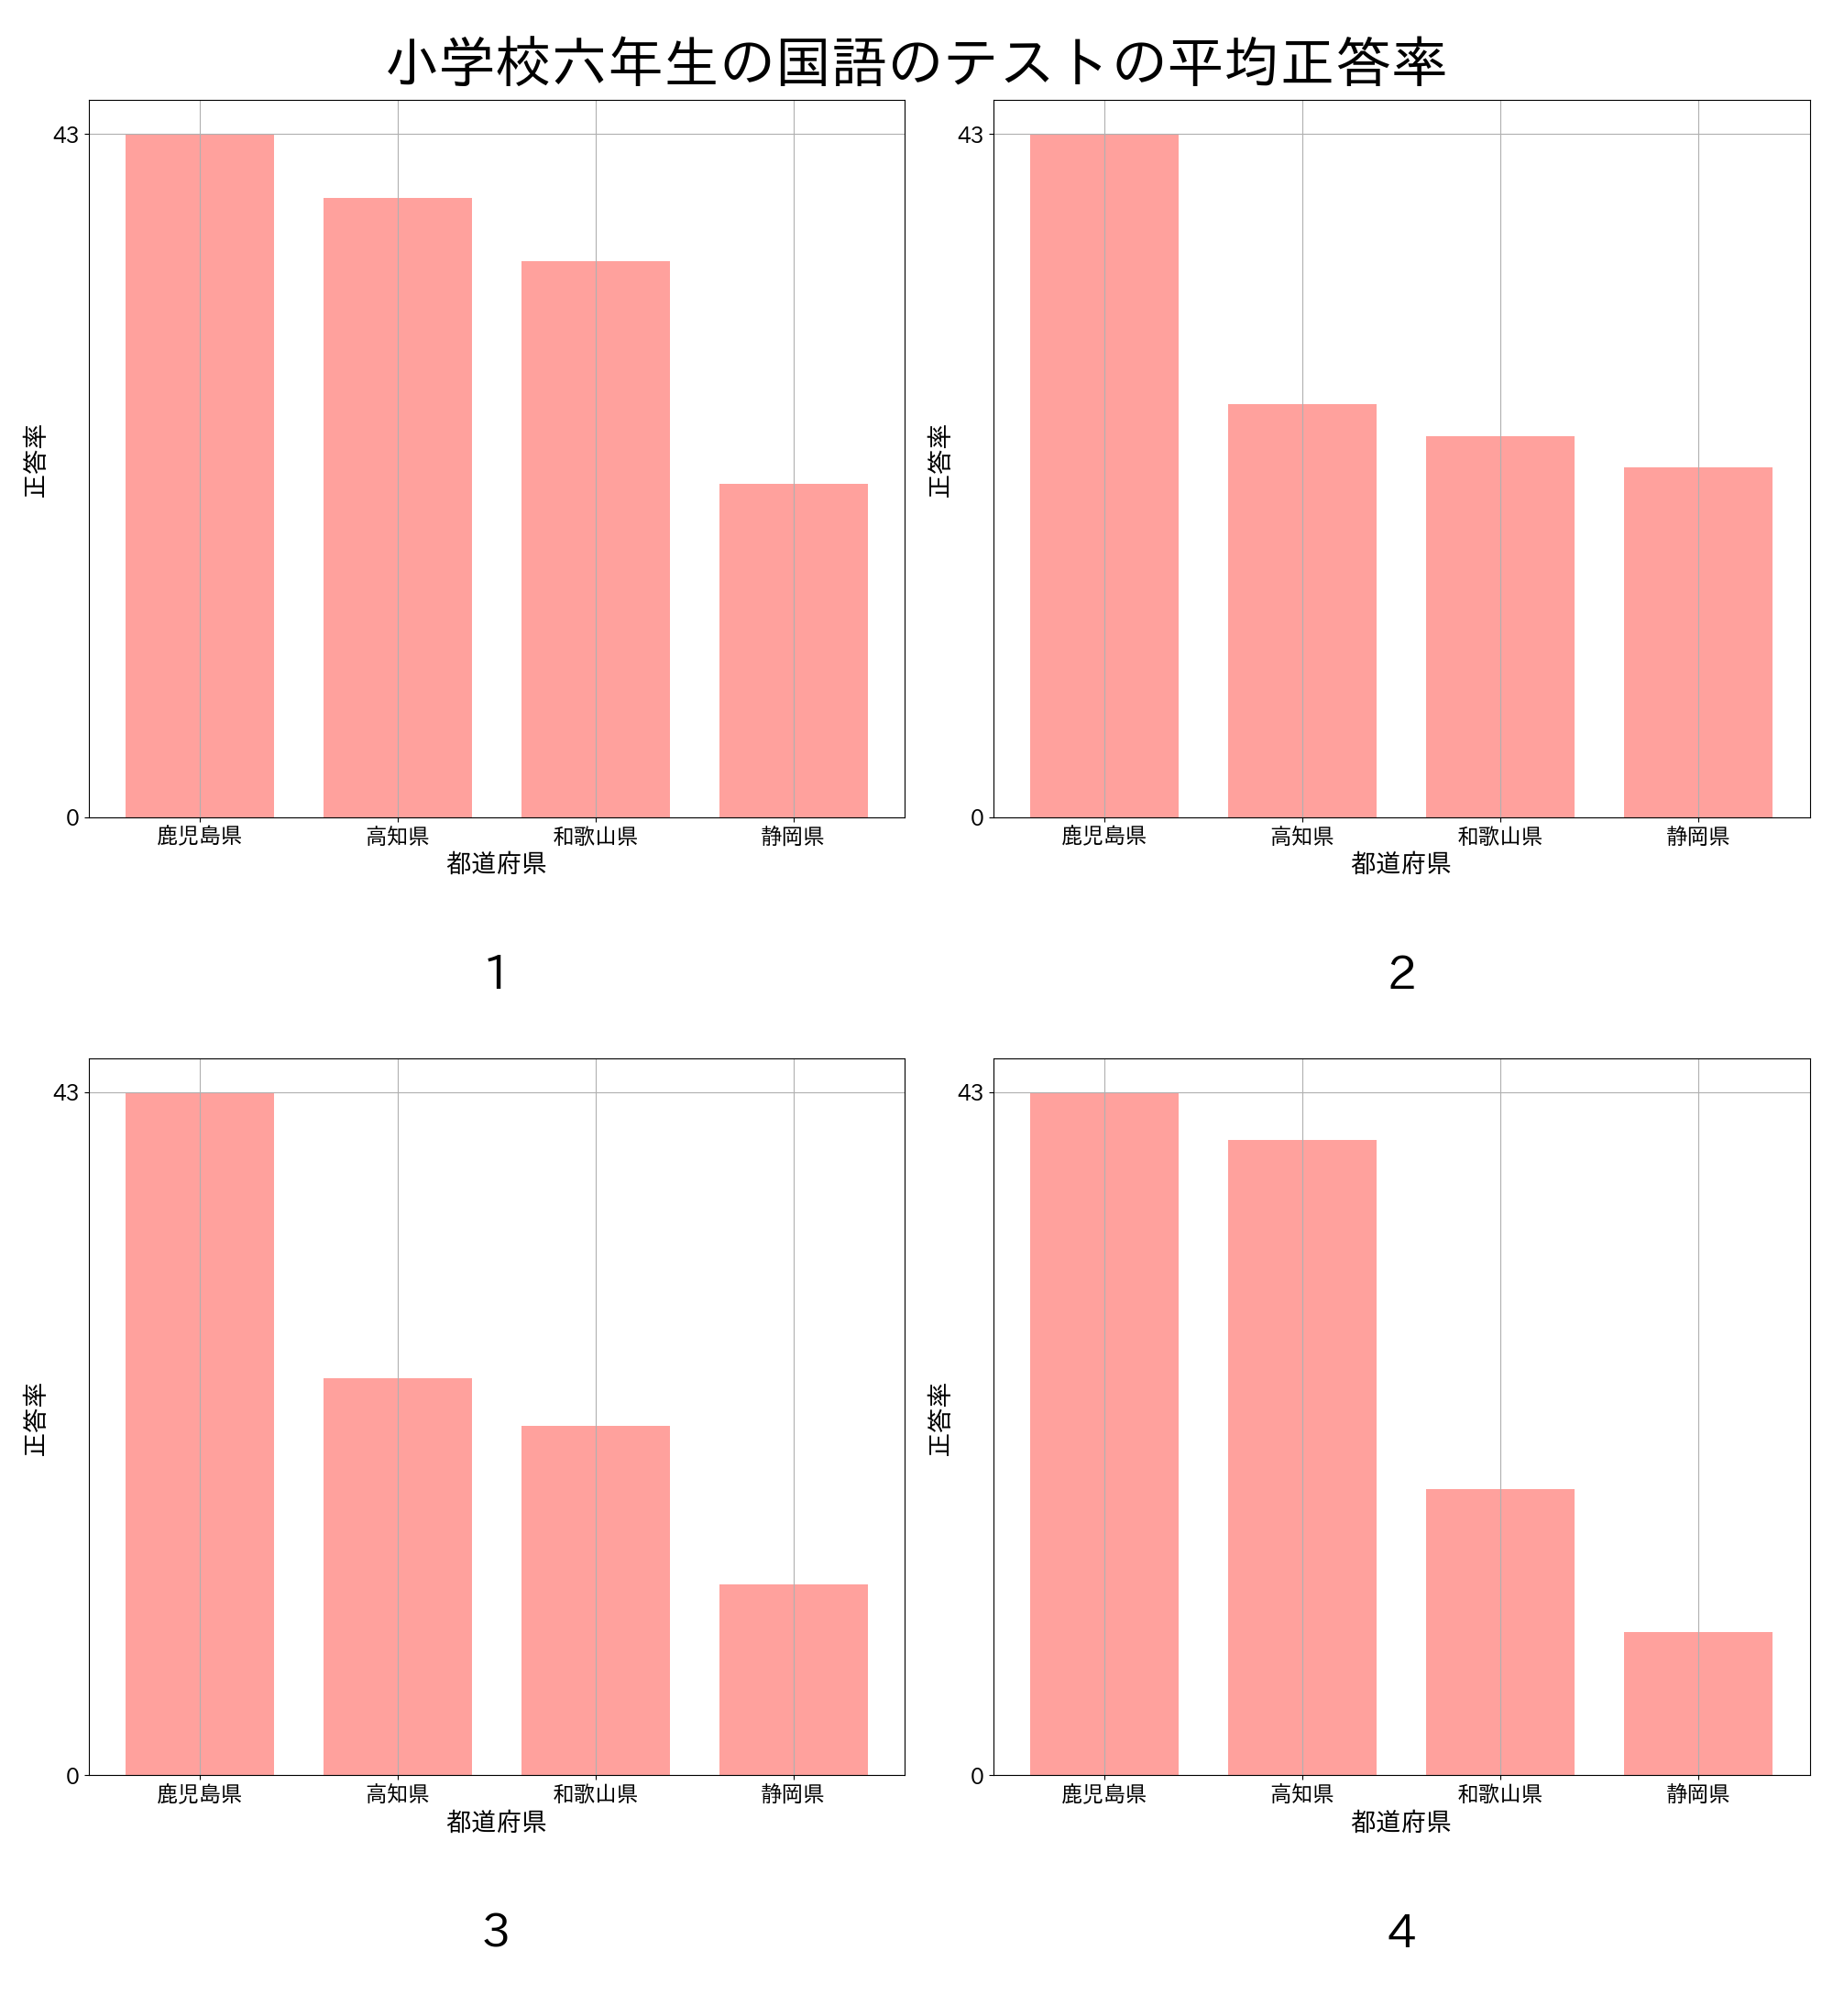 小学校六年生の国語のテストの平均正答率
43
正答率
0
鹿児島県 高知県 和歌山県 静岡県
都道府県
1
43
正答率
0
鹿児島県 高知県 和歌山県 静岡県
都道府県
2
43
正答率
0
鹿児島県 高知県 和歌山県 静岡県
都道府県
3
43
正答率
0
鹿児島県 高知県 和歌山県 静岡県
都道府県
4